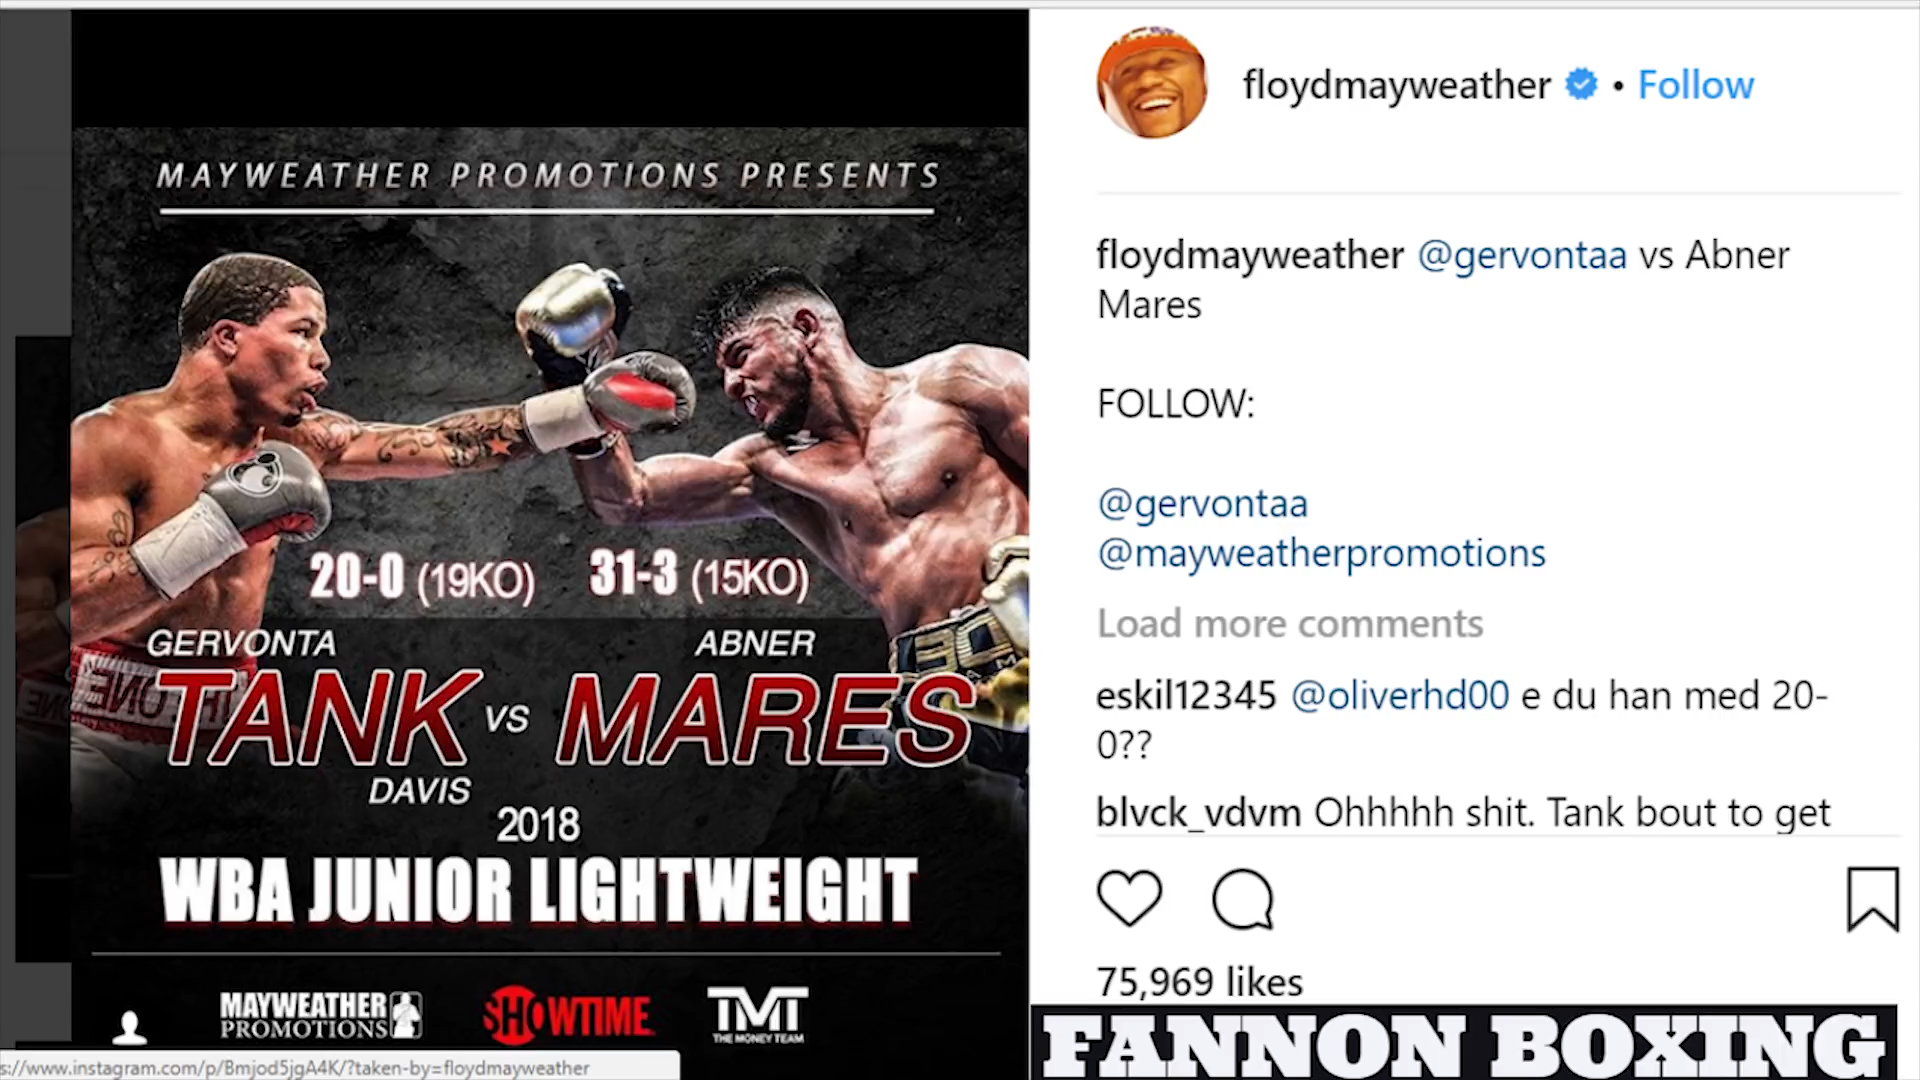 MAYWEATHER PROMOTIONS PRESENTS
20-0 (19KO)
31-3 (15KO)
GERVONTA
ABNER
TANK VS MARES
DAVIS
2018
WBA JUNIOR LIGHTWEIGHT
MAYWEATHER
PROMOTIONS
SHOWTIME
TMT
THE MONEY TEAM
s://www.instagram.com/p/Bmjod5jgA4K/?taken-by=floydmayweather
floydmayweather • Follow
floydmayweather @gervontaa vs Abner
Mares
FOLLOW:
@gervontaa
@mayweatherpromotions
Load more comments
eskil12345 @oliverhd00 e du han med 20-
0??
blvck_vdvm Ohhhhh shit. Tank bout to get
75,969 likes
FANNON BOXING